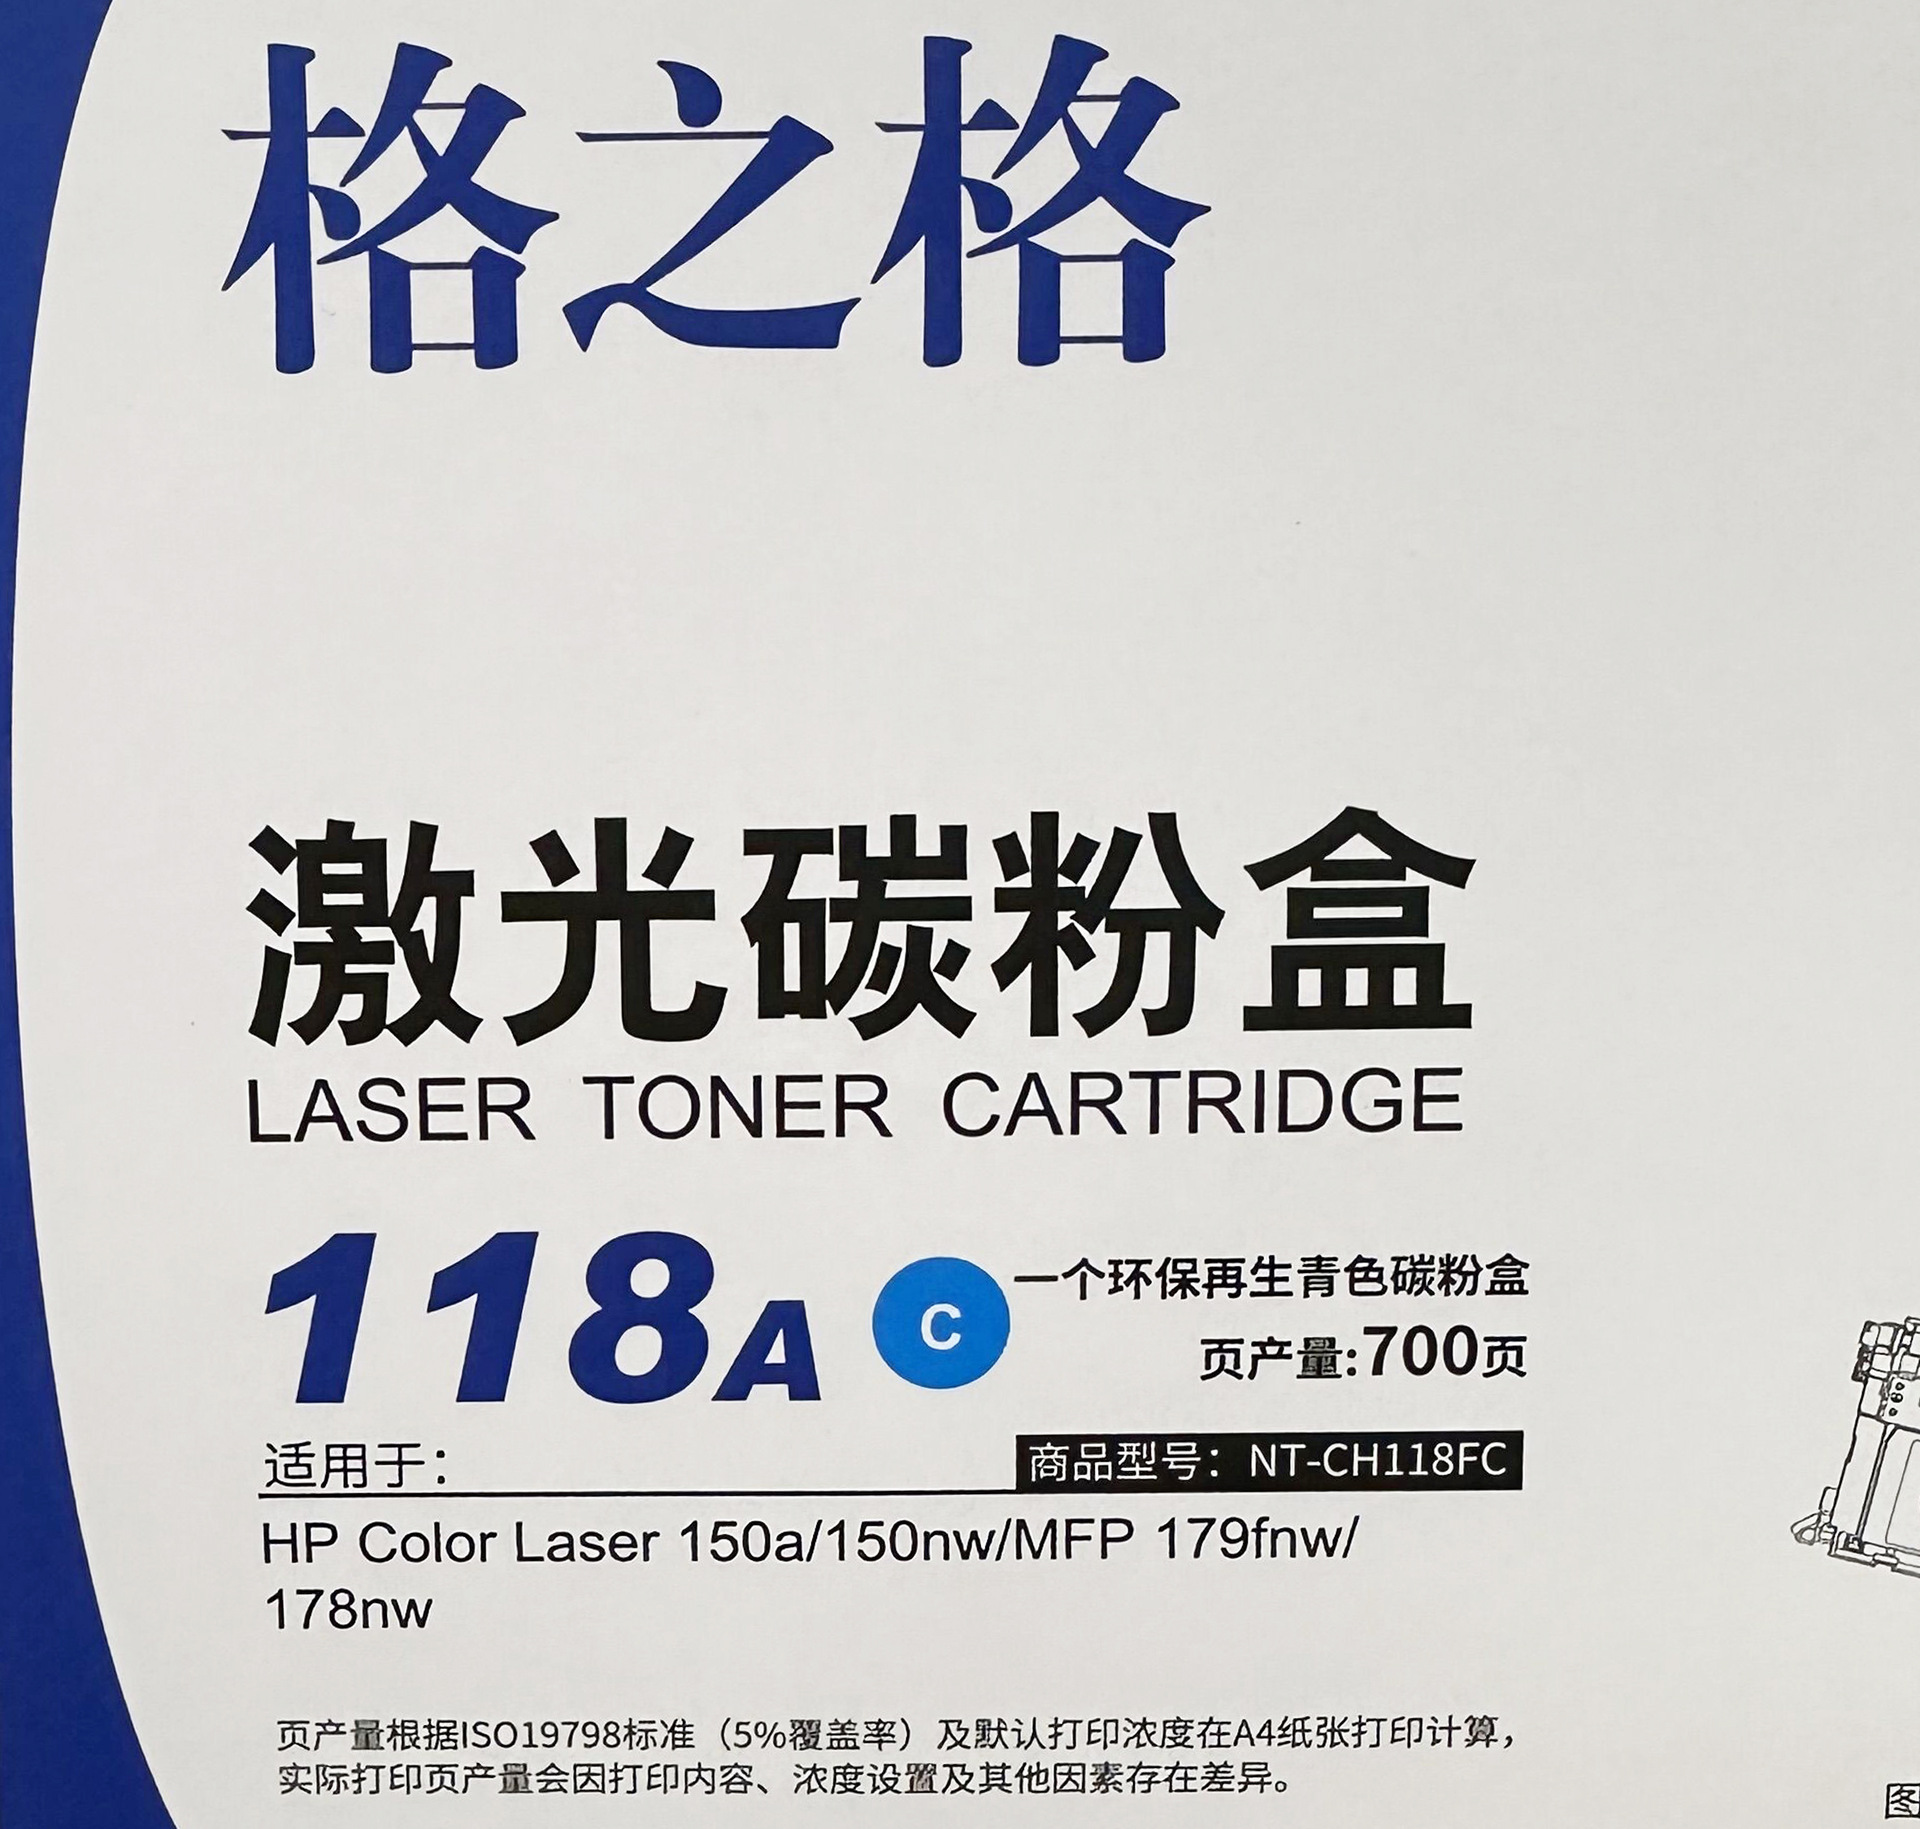 格之格
激光碳粉盒
LASER TONER CARTRIDGE
118A
C
一个环保再生青色碳粉盒
页产量:700页
适用于：
商品型号：NT-CH118FC
HP Color Laser 150a/150nw/MFP 179fnw/
178nw
页产量根据ISO19798标准（5%覆盖率）及默认打印浓度在A4纸张打印计算，
实际打印页产量会因打印内容、浓度设置及其他因素存在差异。
图